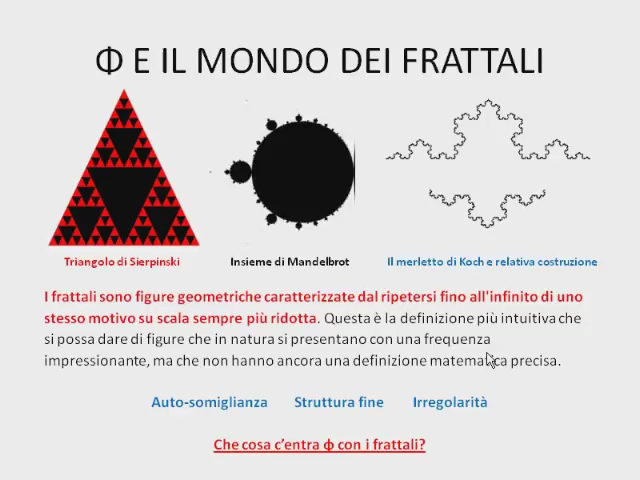 Φ E IL MONDO DEI FRATTALI
Triangolo di Sierpinski
Insieme di Mandelbrot
Il merletto di Koch e relativa costruzione
I frattali sono figure geometriche caratterizzate dal ripetersi fino all'infinito di uno
stesso motivo su scala sempre più ridotta. Questa è la definizione più intuitiva che
si possa dare di figure che in natura si presentano con una frequenza
impressionante, ma che non hanno ancora una definizione matematica precisa.
Auto-somiglianza Struttura fine Irregolarità
Che cosa c’entra φ con i frattali?